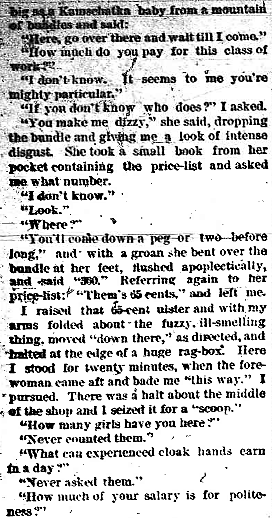 big as a Kamschatka baby from a mountain
of bundles and said:
"Here, go over there and wait till I come."
"How much do you pay for this class of
work?"
"I don't know. It seems to me you're
mighty particular."
"If you don't know who does?" I asked.
"You make me dizzy," she said, dropping
the bundle and giving me a look of intense
disgust. She took a small book from her
pocket containing the price-list and asked
me what number.
"I don't know."
"Look."
"Where?"
"You'll come down a peg or two before
long," and with a groan she bent over the
bundle at her feet, flushed apoplectically,
and said "360." Referring again to her
price-list: "Them's 65 cents," and left me.
I raised that 65-cent ulster and with my
arms folded about the fuzzy, ill-smelling
thing, moved "down there," as directed, and
halted at the edge of a huge rag-box. Here
I stood for twenty minutes, when the fore-
woman came aft and bade me "this way." I
pursued. There was a halt about the middle
of the shop and I seized it for a "scoop."
"How many girls have you here?"
"Never counted them."
"What can experienced cloak hands earn
in a day?"
"Never asked them."
"How much of your salary is for polite-
ness?"